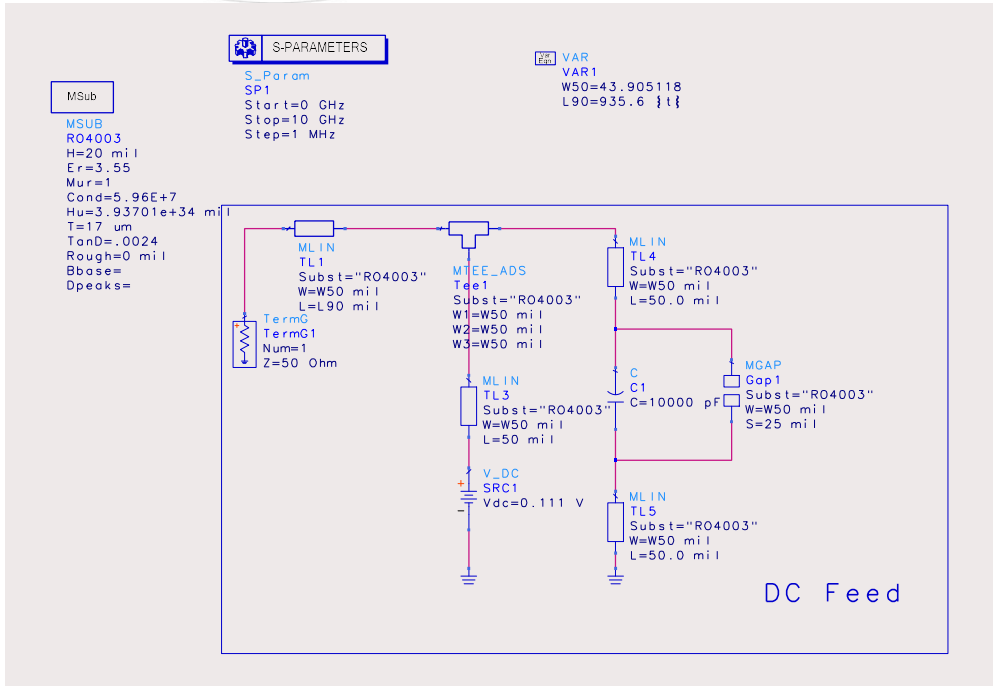 S-PARAMETERS
S_Param
SP1
Start=0 GHz
Stop=10 GHz
Step=1 MHz
Var
Eqn
VAR
VAR1
W50=43.905118
L90=935.6 {t{
MSub
MSUB
RO4003
H=20 mil
Er=3.55
Mur=1
Cond=5.96E+7
Hu=3.93701e+34 mil
T=17 um
TanD=.0024
Rough=0 mil
Bbase=
Dpeaks=
MLIN
TL1
Subst="RO4003"
W=W50 mil
L=L90 mil
TermG
TermG1
Num=1
Z=50 Ohm
MTEE_ADS
Tee1
Subst="RO4003"
W1=W50 mil
W2=W50 mil
W3=W50 mil
MLIN
TL3
Subst="RO4003"
W=W50 mil
L=50 mil
V_DC
SRC1
Vdc=0.111 V
MLIN
TL4
Subst="RO4003"
W=W50 mil
L=50.0 mil
C
C1
C=10000 pF
MGAP
Gap1
Subst="RO4003"
W=W50 mil
S=25 mil
MLIN
TL5
Subst="RO4003"
W=W50 mil
L=50.0 mil
DC Feed